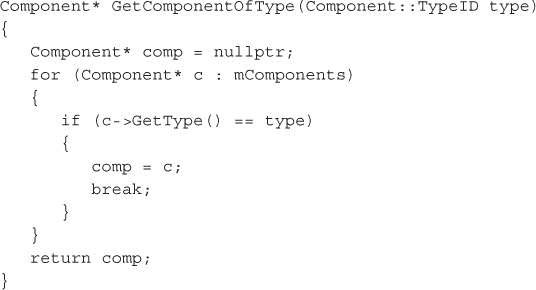 Component* GetComponentOfType(Component::TypeID type)
{
   Component* comp = nullptr;
   for (Component* c : mComponents)
   {
      if (c->GetType() == type)
      {
         comp = c;
         break;
      }
   }
   return comp;
}